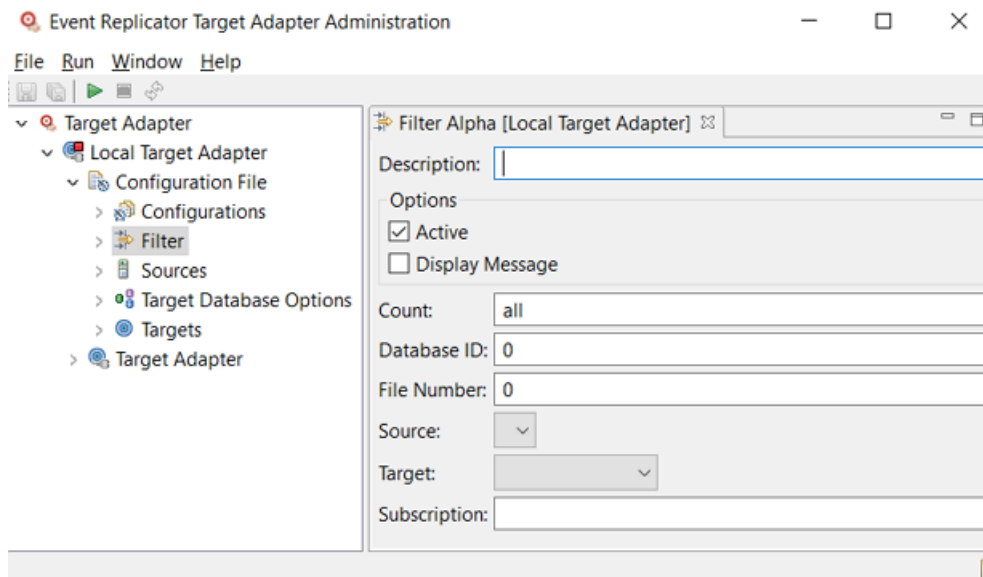 Event Replicator Target Adapter Administration
File Run Window Help
Target Adapter
Local Target Adapter
Configuration File
Configurations
Filter
Sources
Target Database Options
Targets
Target Adapter
Filter Alpha [Local Target Adapter]
Description:
Options
Active
Display Message
Count: all
Database ID: 0
File Number: 0
Source:
Target:
Subscription: